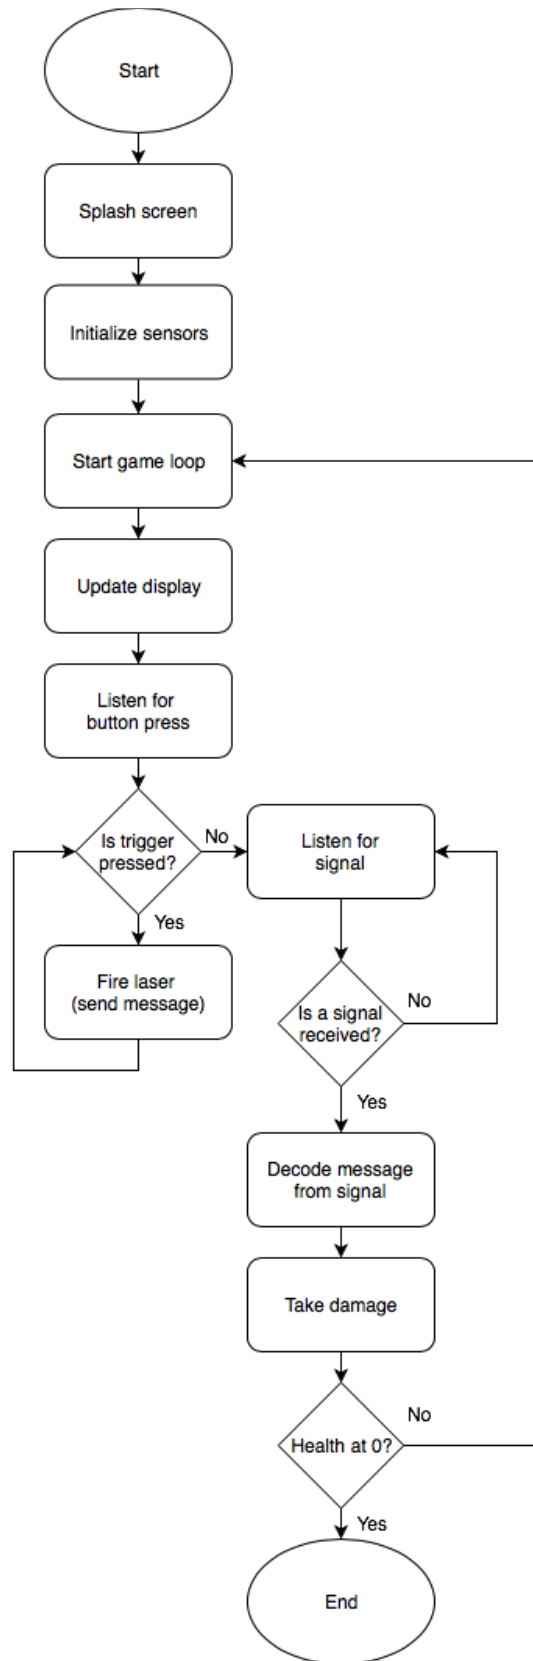 Start
Splash screen
Initialize sensors
Start game loop
Update display
Listen for
button press
Is trigger
pressed?
No
Yes
Fire laser
(send message)
Listen for
signal
Is a signal
received?
No
Yes
Decode message
from signal
Take damage
Health at 0?
No
Yes
End